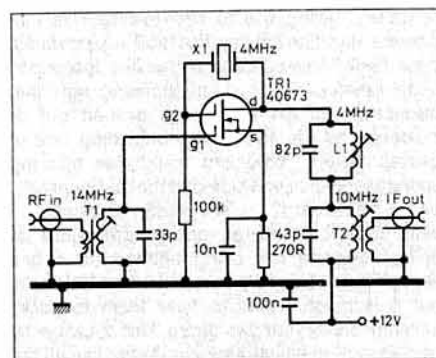 X1
4MHz
TR1
40673
g2
g1
s
4MHz
82p
L1
RF in
14MHz
T1
10MHz
IF out
100k
33p
10n
270R
43p
T2
100n
+12V